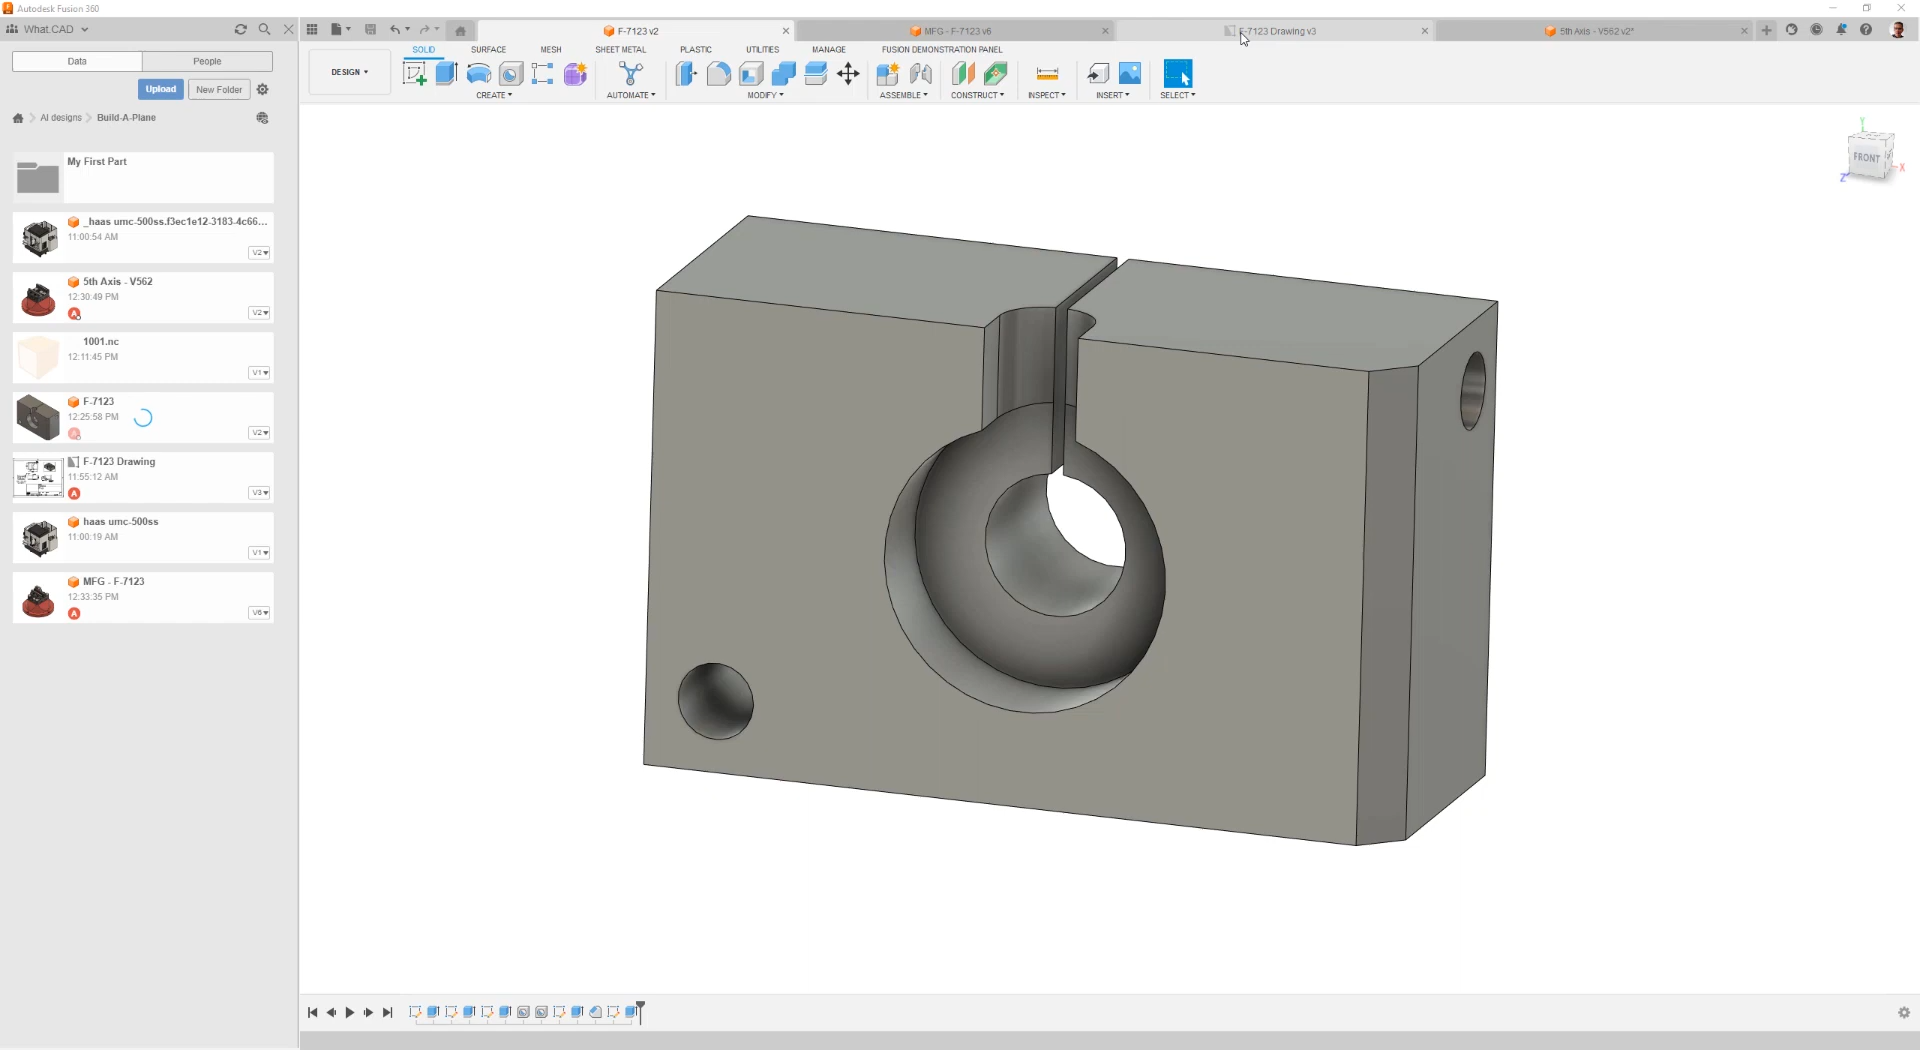 Autodesk Fusion 360
What.CAD
F-7123 v2
MFG - F-7123 v6
F-7123 Drawing v3
5th Axis - V562 v2*
SOLID
SURFACE
MESH
SHEET METAL
PLASTIC
UTILITIES
MANAGE
FUSION DEMONSTRATION PANEL
Data
People
DESIGN
Upload
New Folder
CREATE
AUTOMATE
MODIFY
ASSEMBLE
CONSTRUCT
INSPECT
INSERT
SELECT
AI designs
Build-A-Plane
My First Part
_haas umc-500ss.f3ec1e12-3183-4c66...
11:00:54 AM
V2
5th Axis - V562
12:30:49 PM
A
V2
1001.nc
12:11:45 PM
V1
F-7123
12:25:58 PM
A
V2
F-7123 Drawing
11:55:12 AM
A
V3
haas umc-500ss
11:00:19 AM
V1
MFG - F-7123
12:33:35 PM
A
V6
Y
FRONT
X
Z